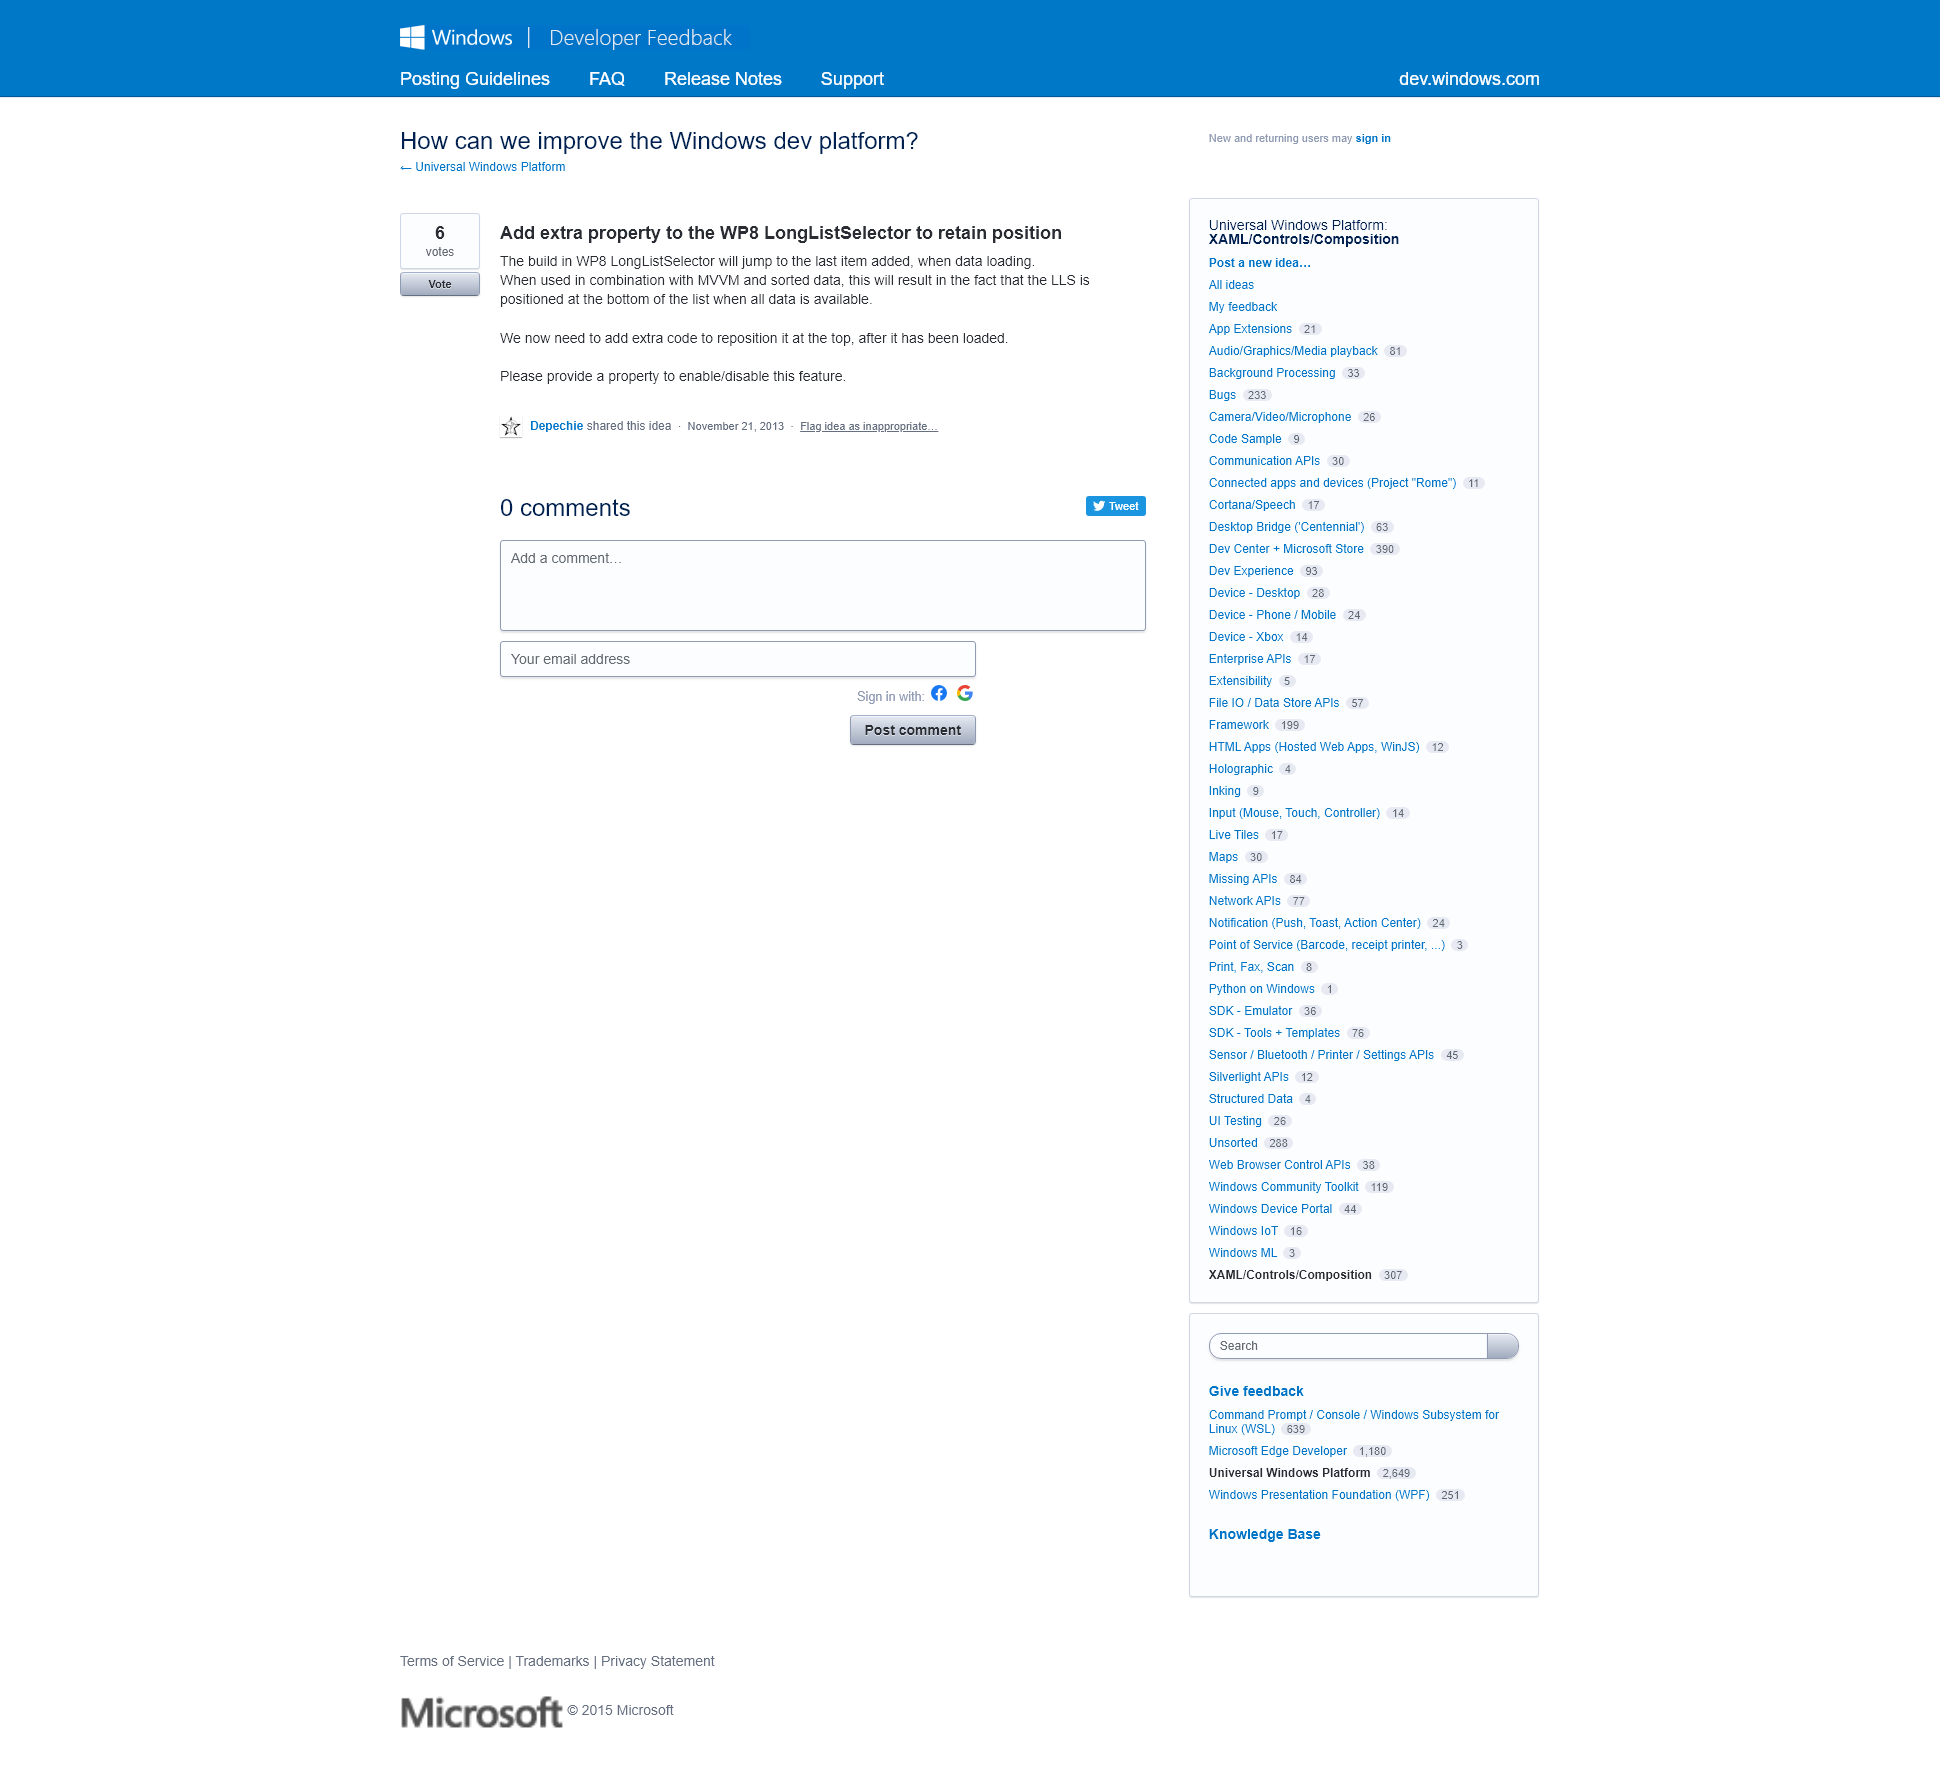 Windows | Developer Feedback
Posting Guidelines FAQ Release Notes Support dev.windows.com
How can we improve the Windows dev platform?
← Universal Windows Platform
New and returning users may sign in
6
votes
Vote
Add extra property to the WP8 LongListSelector to retain position
The build in WP8 LongListSelector will jump to the last item added, when data loading.
When used in combination with MVVM and sorted data, this will result in the fact that the LLS is
positioned at the bottom of the list when all data is available.
We now need to add extra code to reposition it at the top, after it has been loaded.
Please provide a property to enable/disable this feature.
Depechie shared this idea · November 21, 2013 · Flag idea as inappropriate…
0 comments
Tweet
Add a comment…
Your email address
Sign in with:
Post comment
Universal Windows Platform:
XAML/Controls/Composition
Post a new idea…
All ideas
My feedback
App Extensions 21
Audio/Graphics/Media playback 81
Background Processing 33
Bugs 233
Camera/Video/Microphone 26
Code Sample 9
Communication APIs 30
Connected apps and devices (Project "Rome") 11
Cortana/Speech 17
Desktop Bridge ('Centennial') 63
Dev Center + Microsoft Store 390
Dev Experience 93
Device - Desktop 28
Device - Phone / Mobile 24
Device - Xbox 14
Enterprise APIs 17
Extensibility 5
File IO / Data Store APIs 57
Framework 199
HTML Apps (Hosted Web Apps, WinJS) 12
Holographic 4
Inking 9
Input (Mouse, Touch, Controller) 14
Live Tiles 17
Maps 30
Missing APIs 84
Network APIs 77
Notification (Push, Toast, Action Center) 24
Point of Service (Barcode, receipt printer, ...) 3
Print, Fax, Scan 8
Python on Windows 1
SDK - Emulator 36
SDK - Tools + Templates 76
Sensor / Bluetooth / Printer / Settings APIs 45
Silverlight APIs 12
Structured Data 4
UI Testing 26
Unsorted 288
Web Browser Control APIs 38
Windows Community Toolkit 119
Windows Device Portal 44
Windows IoT 16
Windows ML 3
XAML/Controls/Composition 307
Search
Give feedback
Command Prompt / Console / Windows Subsystem for
Linux (WSL) 639
Microsoft Edge Developer 1,180
Universal Windows Platform 2,649
Windows Presentation Foundation (WPF) 251
Knowledge Base
Terms of Service | Trademarks | Privacy Statement
Microsoft © 2015 Microsoft